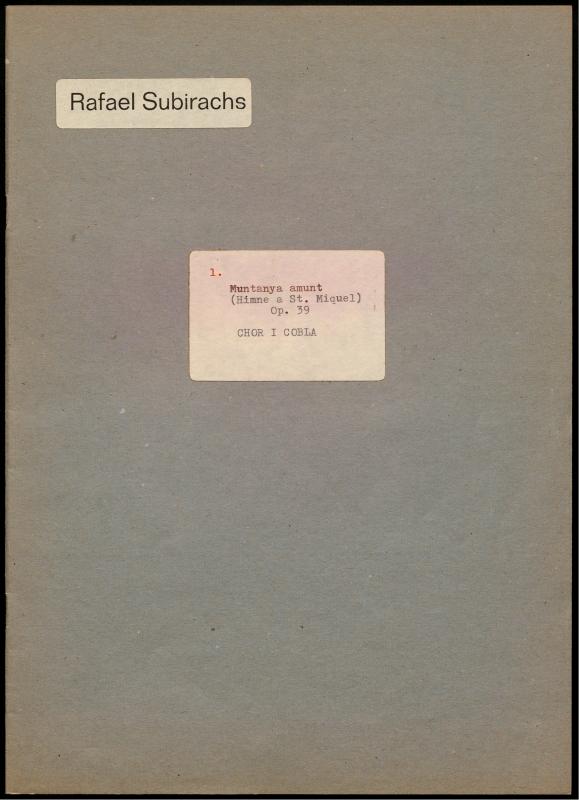 Rafael Subirachs
1.
Muntanya amunt
(Himne a St. Miquel)
Op. 39
CHOR I COBLA